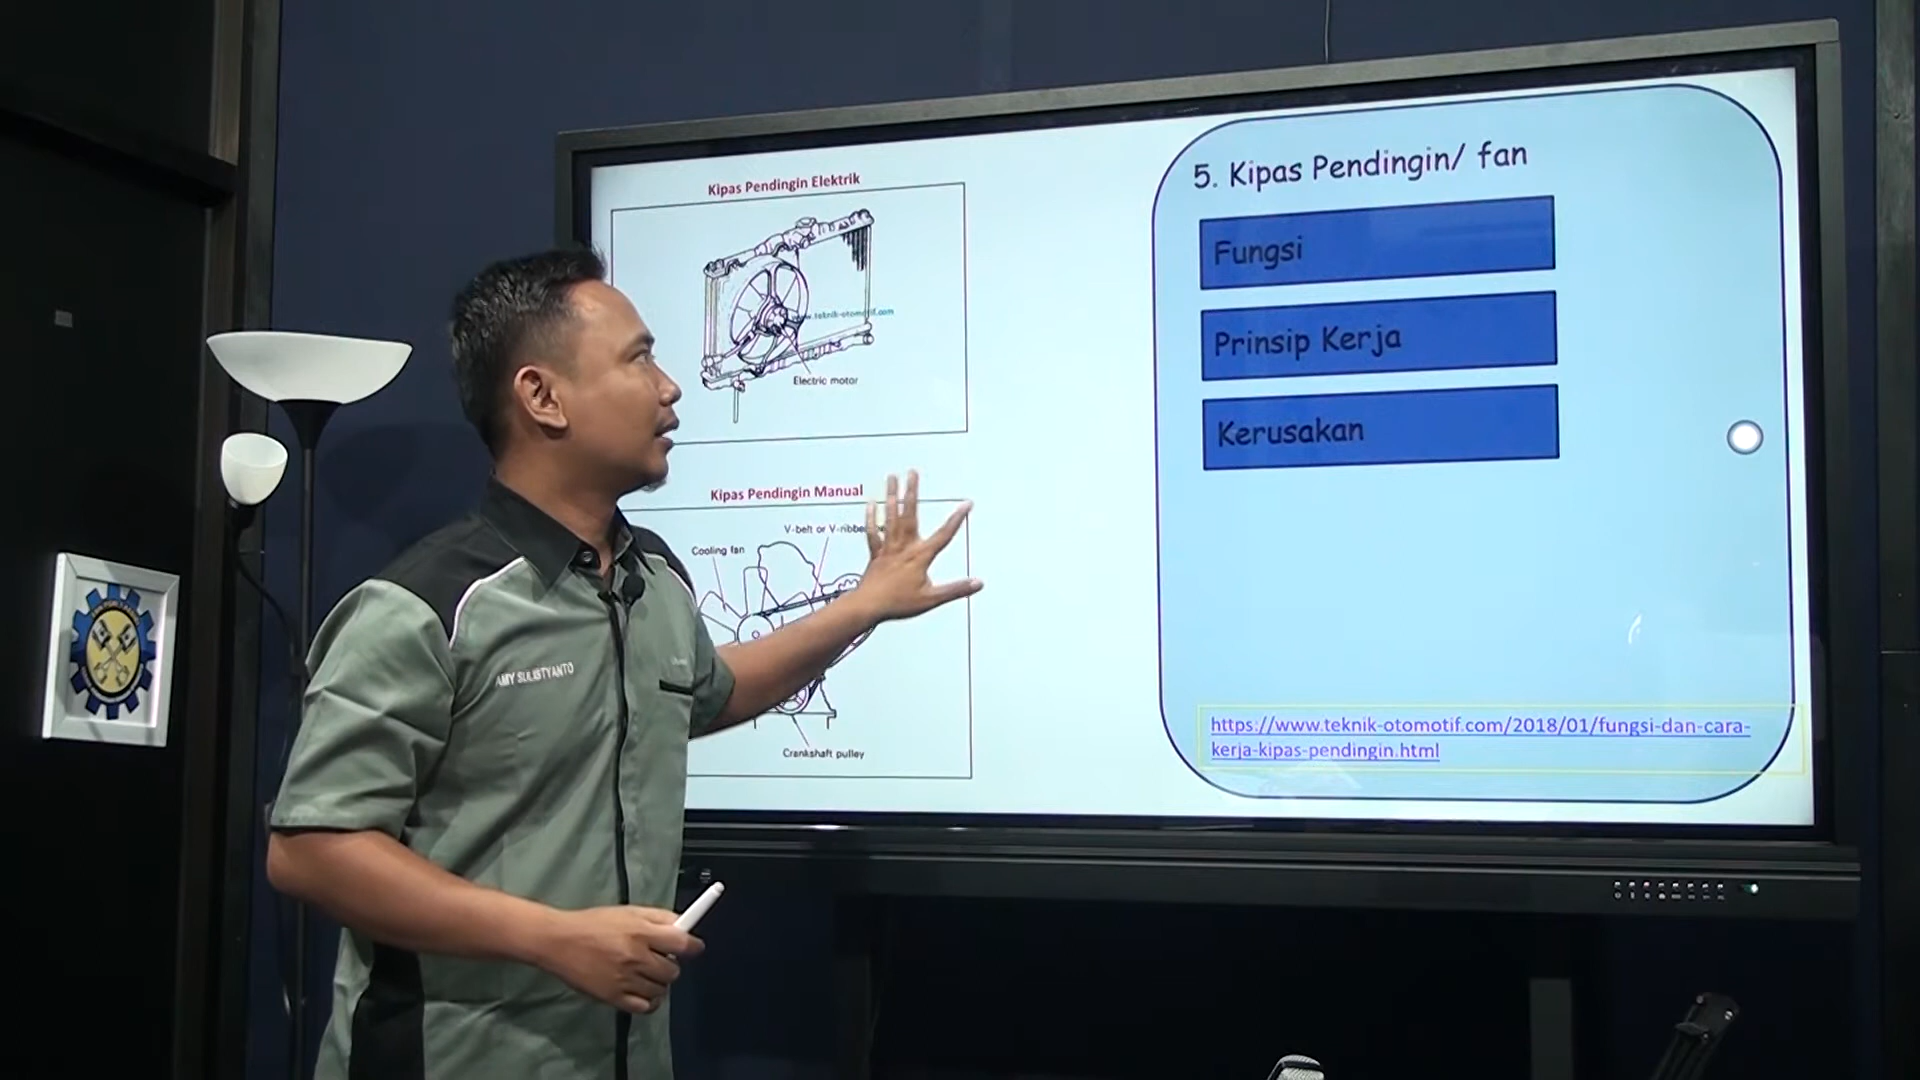 Kipas Pendingin Elektrik
www.teknik-otomotif.com
Electric motor
Kipas Pendingin Manual
V-belt or
Cooling fan
Crankshaft pulley
5. Kipas Pendingin/ fan
Fungsi
Prinsip Kerja
Kerusakan
https://www.teknik-otomotif.com/2018/01/fungsi-dan-cara-
kerja-kipas-pendingin.html
AMY SULISTYANTO